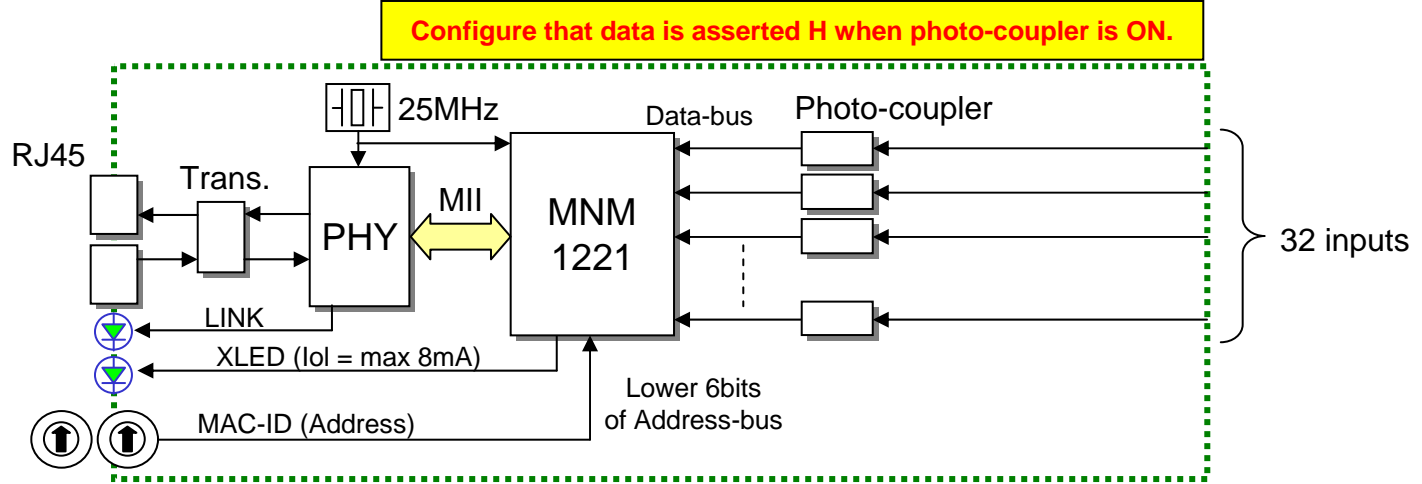 Configure that data is asserted H when photo-coupler is ON.
25MHz
Data-bus
Photo-coupler
RJ45
Trans.
PHY
MII
MNM
1221
32 inputs
LINK
XLED (Iol = max 8mA)
Lower 6bits
of Address-bus
MAC-ID (Address)